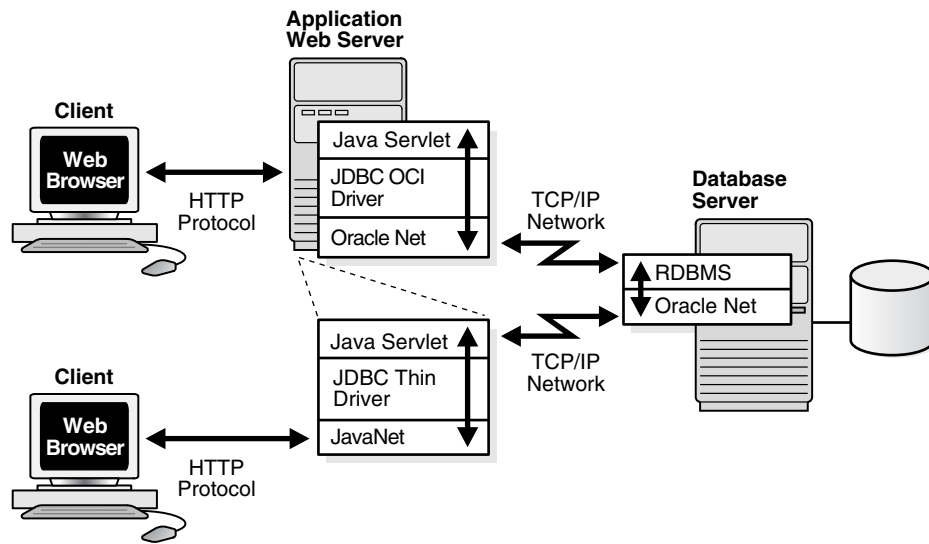 Application
Web Server
Client
Web
Browser
HTTP
Protocol
Java Servlet
JDBC OCI
Driver
Oracle Net
TCP/IP
Network
Database
Server
RDBMS
Oracle Net
Client
Web
Browser
HTTP
Protocol
Java Servlet
JDBC Thin
Driver
JavaNet
TCP/IP
Network